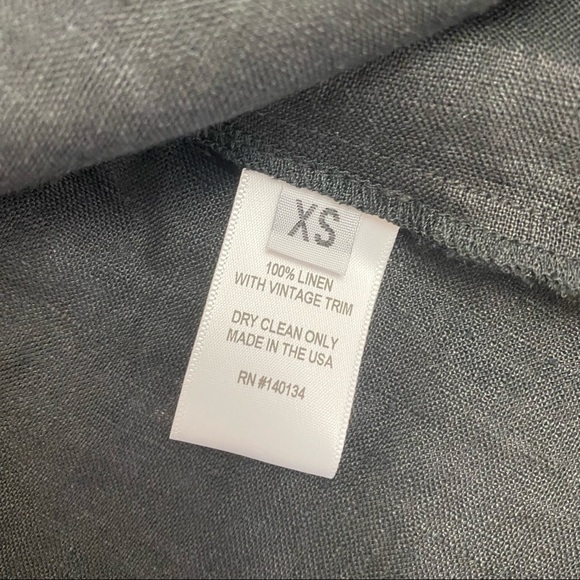 XS
100% LINEN
WITH VINTAGE TRIM
DRY CLEAN ONLY
MADE IN THE USA
RN #140134